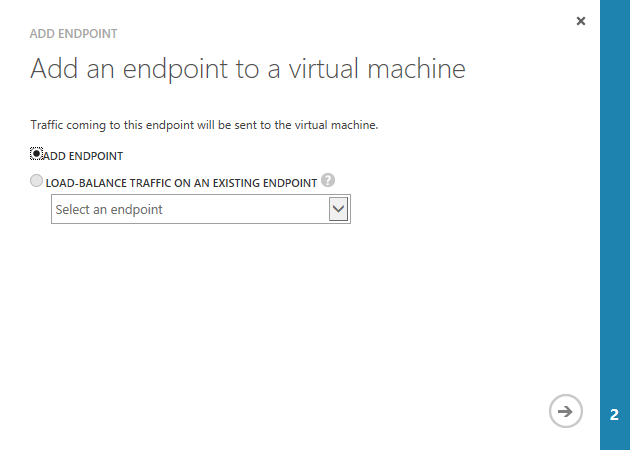 ADD ENDPOINT
Add an endpoint to a virtual machine
Traffic coming to this endpoint will be sent to the virtual machine.
ADD ENDPOINT
LOAD-BALANCE TRAFFIC ON AN EXISTING ENDPOINT ?
Select an endpoint
2